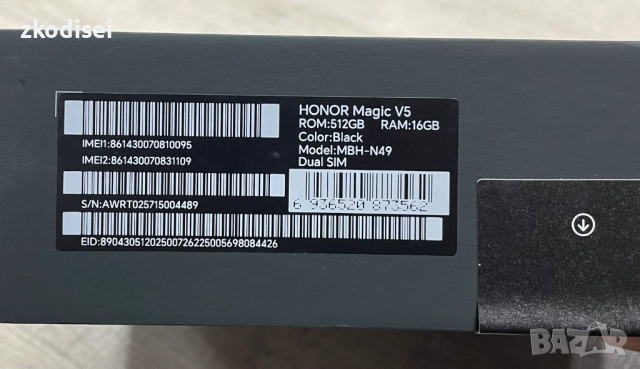 zkodisei
HONOR Magic V5
ROM:512GB RAM:16GB
Color:Black
Model:MBH-N49
Dual SIM
IMEI1:861430070810095
IMEI2:861430070831109
S/N:AWRT025715004489
6 936520 873562
EID:89043051202500726225005698084426
BAZAR
bg